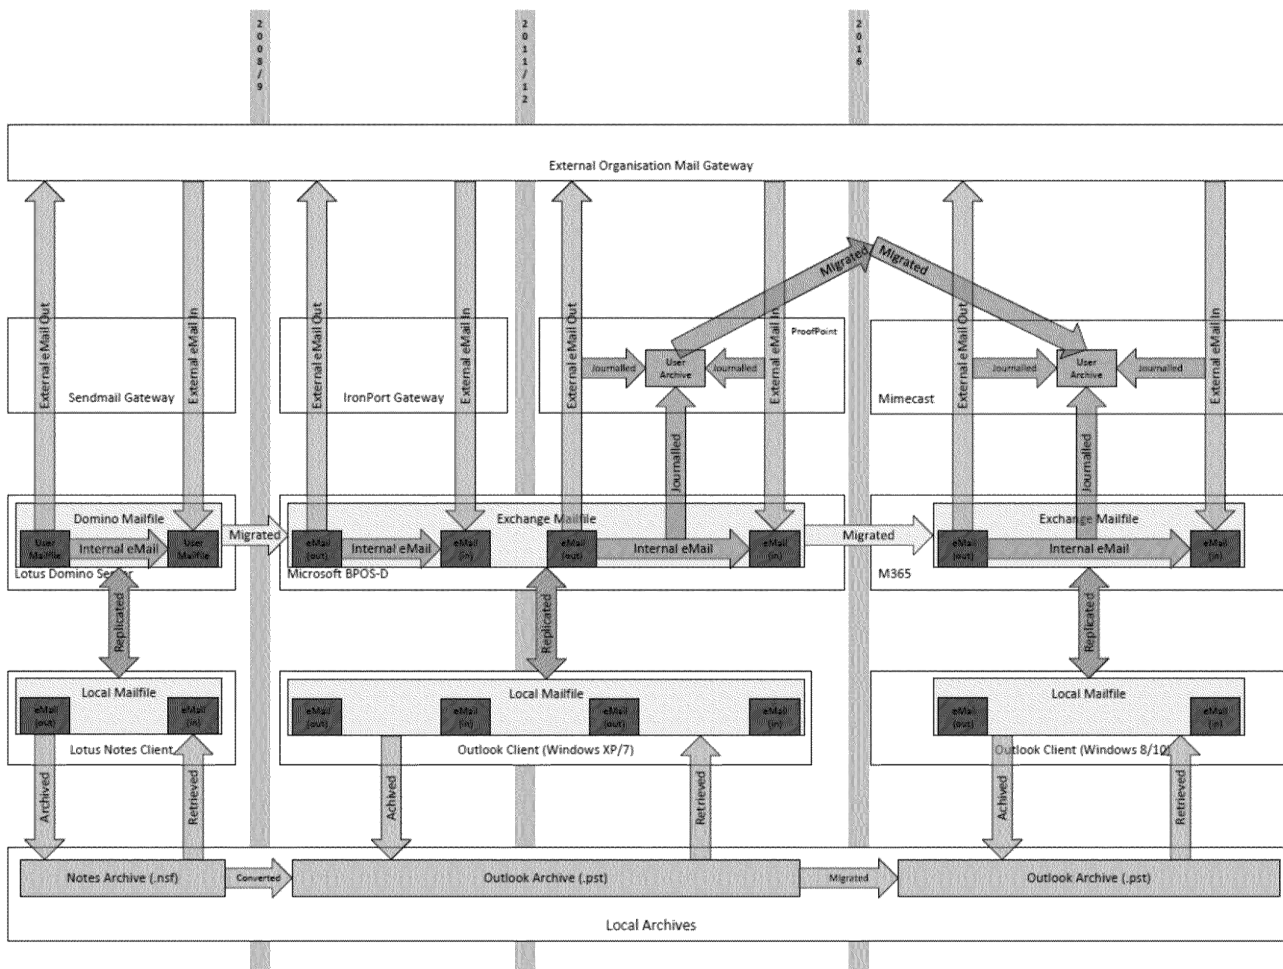 2008/9
2011/12
2016
External Organisation Mail Gateway
External eMail Out
External eMail In
External eMail Out
External eMail In
External eMail Out
External eMail In
External eMail Out
External eMail In
Migrated
Migrated
ProofPoint
User
Archive
Journalled
Journalled
Journalled
User
Archive
Journalled
Journalled
Journalled
Sendmail Gateway
IronPort Gateway
Mimecast
Domino Mailfile
User
Mailfile
Internal eMail
User
Mailfile
Lotus Domino Server
Migrated
Exchange Mailfile
eMail
(out)
Internal eMail
eMail
(in)
eMail
(out)
Internal eMail
eMail
(in)
Microsoft BPOS-D
Migrated
Exchange Mailfile
eMail
(out)
Internal eMail
eMail
(in)
M365
Replicated
Replicated
Replicated
Local Mailfile
eMail
(out)
eMail
(in)
Lotus Notes Client
Local Mailfile
eMail
(out)
eMail
(in)
eMail
(out)
eMail
(in)
Outlook Client (Windows XP/7)
Local Mailfile
eMail
(out)
eMail
(in)
Outlook Client (Windows 8/10)
Archived
Retrieved
Achived
Retrieved
Achived
Retrieved
Notes Archive (.nsf)
Converted
Outlook Archive (.pst)
Migrated
Outlook Archive (.pst)
Local Archives